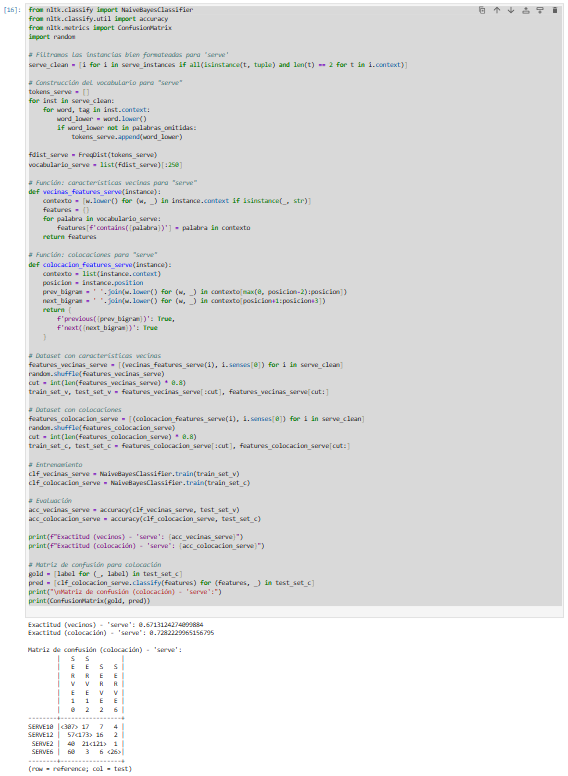 [16]: from nltk.classify import NaiveBayesClassifier
from nltk.classify.util import accuracy
from nltk.metrics import ConfusionMatrix
import random
# Filtramos las instancias bien formateadas para 'serve'
serve_clean = [i for i in serve_instances if all(isinstance(t, tuple) and len(t) == 2 for t in i.context)]
# Construcción del vocabulario para "serve"
tokens_serve = []
for inst in serve_clean:
for word, tag in inst.context:
word_lower = word.lower()
if word_lower not in palabras_omitidas:
tokens_serve.append(word_lower)
fdist_serve = FreqDist(tokens_serve)
vocabulario_serve = list(fdist_serve)[:250]
# Función: características vecinas para "serve"
def vecinas_features_serve(instance):
contexto = [w.lower() for (w, _) in instance.context if isinstance(_, str)]
features = {}
for palabra in vocabulario_serve:
features[f'contains({palabra})'] = palabra in contexto
return features
# Función: colocaciones para "serve"
def colocacion_features_serve(instance):
contexto = list(instance.context)
posicion = instance.position
prev_bigram = ' '.join(w.lower() for (w, _) in contexto[max(0, posicion-2):posicion])
next_bigram = ' '.join(w.lower() for (w, _) in contexto[posicion+1:posicion+3])
return {
f'previous({prev_bigram})': True,
f'next({next_bigram})': True
}
# Dataset con características vecinas
features_vecinas_serve = [(vecinas_features_serve(i), i.senses[0]) for i in serve_clean]
random.shuffle(features_vecinas_serve)
cut = int(len(features_vecinas_serve) * 0.8)
train_set_v, test_set_v = features_vecinas_serve[:cut], features_vecinas_serve[cut:]
# Dataset con colocaciones
features_colocacion_serve = [(colocacion_features_serve(i), i.senses[0]) for i in serve_clean]
random.shuffle(features_colocacion_serve)
cut = int(len(features_colocacion_serve) * 0.8)
train_set_c, test_set_c = features_colocacion_serve[:cut], features_colocacion_serve[cut:]
# Entrenamiento
clf_vecinas_serve = NaiveBayesClassifier.train(train_set_v)
clf_colocacion_serve = NaiveBayesClassifier.train(train_set_c)
# Evaluación
acc_vecinas_serve = accuracy(clf_vecinas_serve, test_set_v)
acc_colocacion_serve = accuracy(clf_colocacion_serve, test_set_c)
print(f"Exactitud (vecinos) - 'serve': {acc_vecinas_serve}")
print(f"Exactitud (colocación) - 'serve': {acc_colocacion_serve}")
# Matriz de confusión para colocación
gold = [label for (_, label) in test_set_c]
pred = [clf_colocacion_serve.classify(features) for (features, _) in test_set_c]
print("\nMatriz de confusión (colocación) - 'serve':")
print(ConfusionMatrix(gold, pred))
Exactitud (vecinos) - 'serve': 0.6713124274099884
Exactitud (colocación) - 'serve': 0.7282229965156795
Matriz de confusión (colocación) - 'serve':
| S S |
| E E S S |
| R R E E |
| V V R R |
| E E V V |
| 1 1 E E |
| 0 2 2 6 |
--------+-----------------+
SERVE10 |<307> 17 7 4 |
SERVE12 | 57<173> 16 2 |
SERVE2 | 40 21<121> 1 |
SERVE6 | 60 3 6 <26>|
--------+-----------------+
(row = reference; col = test)